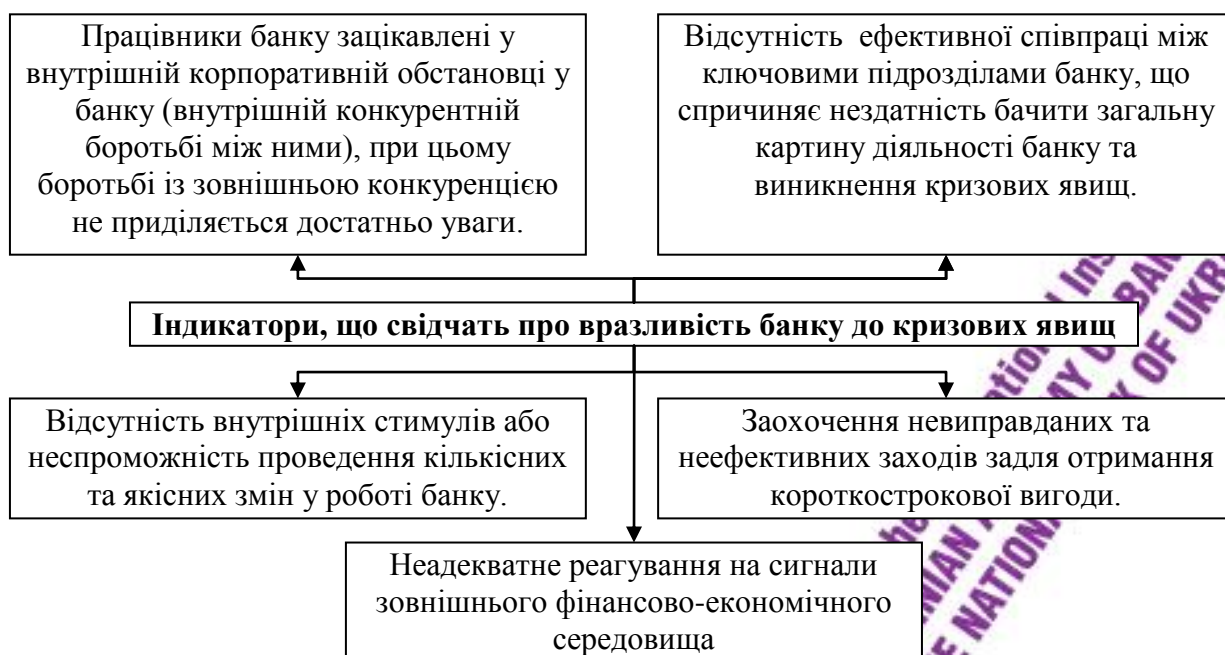 Працівники банку зацікавлені у
внутрішній корпоративній обстановці у
банку (внутрішній конкурентній
боротьбі між ними), при цьому
боротьбі із зовнішньою конкуренцією
не приділяється достатньо уваги.
Відсутність ефективної співпраці між
ключовими підрозділами банку, що
спричиняє нездатність бачити загальну
картину діяльності банку та
виникнення кризових явищ.
Індикатори, що свідчать про вразливість банку до кризових явищ
Відсутність внутрішніх стимулів або
неспроможність проведення кількісних
та якісних змін у роботі банку.
Заохочення невиправданих та
неефективних заходів задля отримання
короткострокової вигоди.
Неадекватне реагування на сигнали
зовнішнього фінансово-економічного
середовища
OF UKR